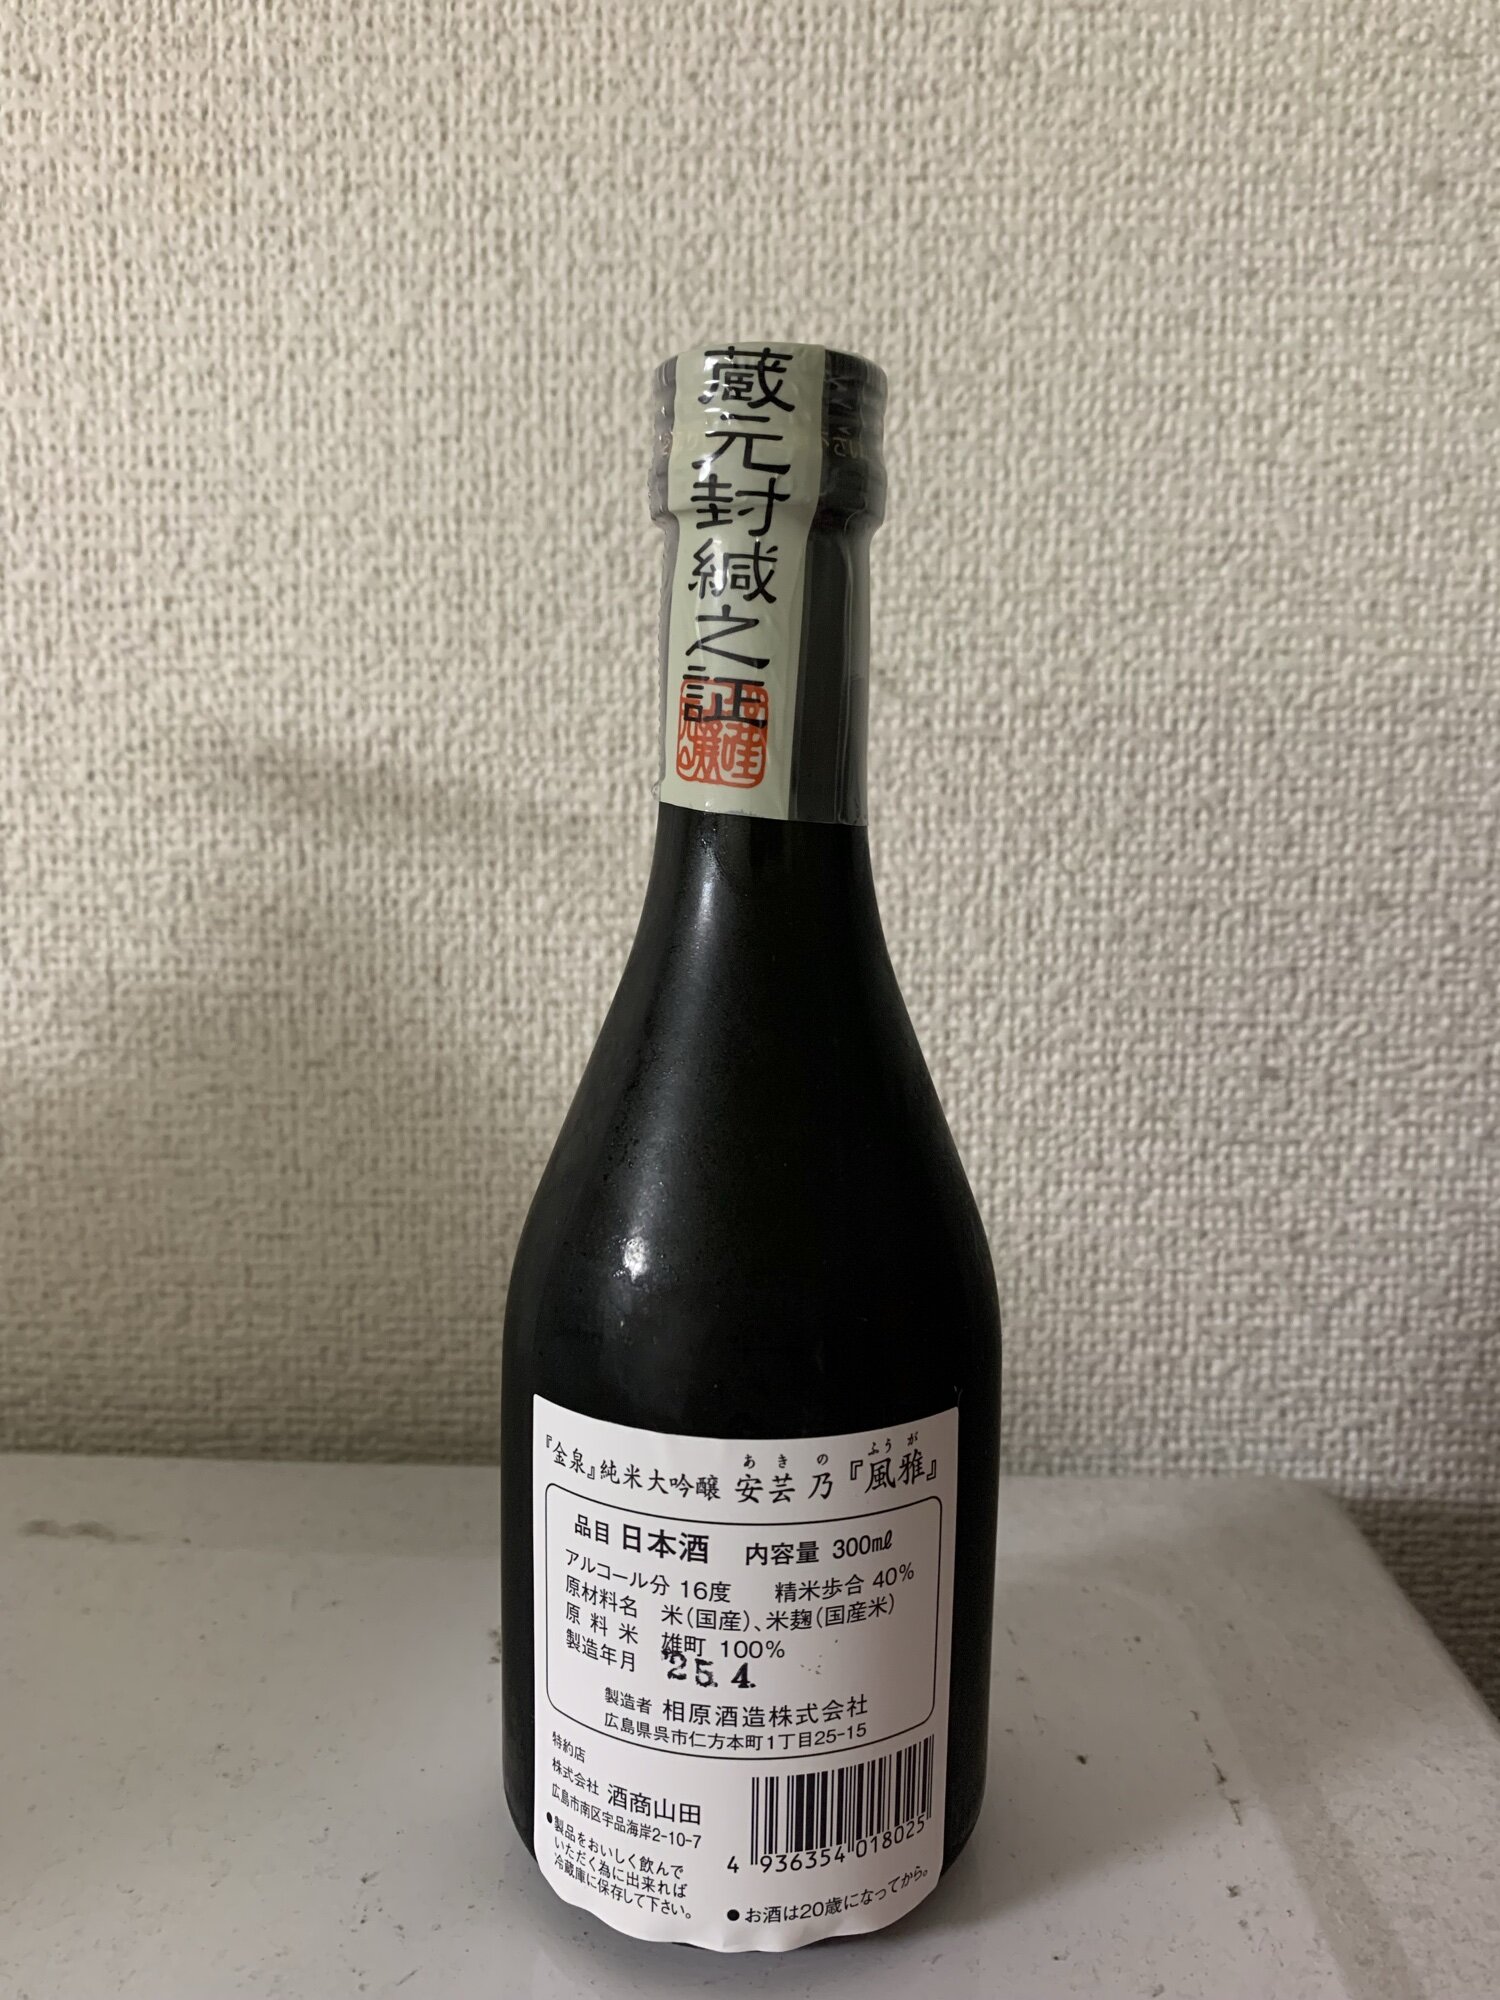 蔵元封緘之証
『金泉』純米大吟醸 安芸乃『風雅』
あきの ふうが
品目 日本酒 内容量 300㎖
アルコール分 16度 精米歩合 40%
原材料名 米(国産)、米麹(国産米)
原料米 雄町 100%
製造年月 '25.4.
製造者 相原酒造株式会社
広島県呉市仁方本町1丁目25-15
特約店
株式会社 酒商山田
広島市南区宇品海岸2-10-7
●製品をおいしく飲んで
いただく為に出来れば
冷蔵庫に保存して下さい。
4 936354 018025
●お酒は20歳になってから。